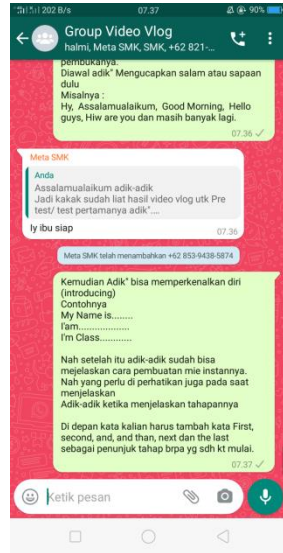 202 B/s 07.37 90%
Group Video Vlog
halmi, Meta SMK, SMK, +62 821-...
pembukanya.
Diawal adik" Mengucapkan salam atau sapaan
dulu
Misalnya :
Hy, Assalamualaikum, Good Morning, Hello
guys, Hiw are you dan masih banyak lagi.
07.36
Meta SMK
Anda
Assalamualaikum adik-adik
Jadi kakak sudah liat hasil video vlog utk Pre
test/ test pertamanya adik"....
Iy ibu siap
07.36
Meta SMK telah menambahkan +62 853-9438-5874
Kemudian Adik" bisa memperkenalkan diri
(introducing)
Contohnya
My Name is........
I'am...................
I'm Class............
Nah setelah itu adik-adik sudah bisa
mejelaskan cara pembuatan mie instannya.
Nah yang perlu di perhatikan juga pada saat
menjelaskan
Adik-adik ketika menjelaskan tahapannya
Di depan kata kalian harus tambah kata First,
second, and, and than, next dan the last
sebagai penunjuk tahap brpa yg sdh kt mulai.
07.37
Ketik pesan